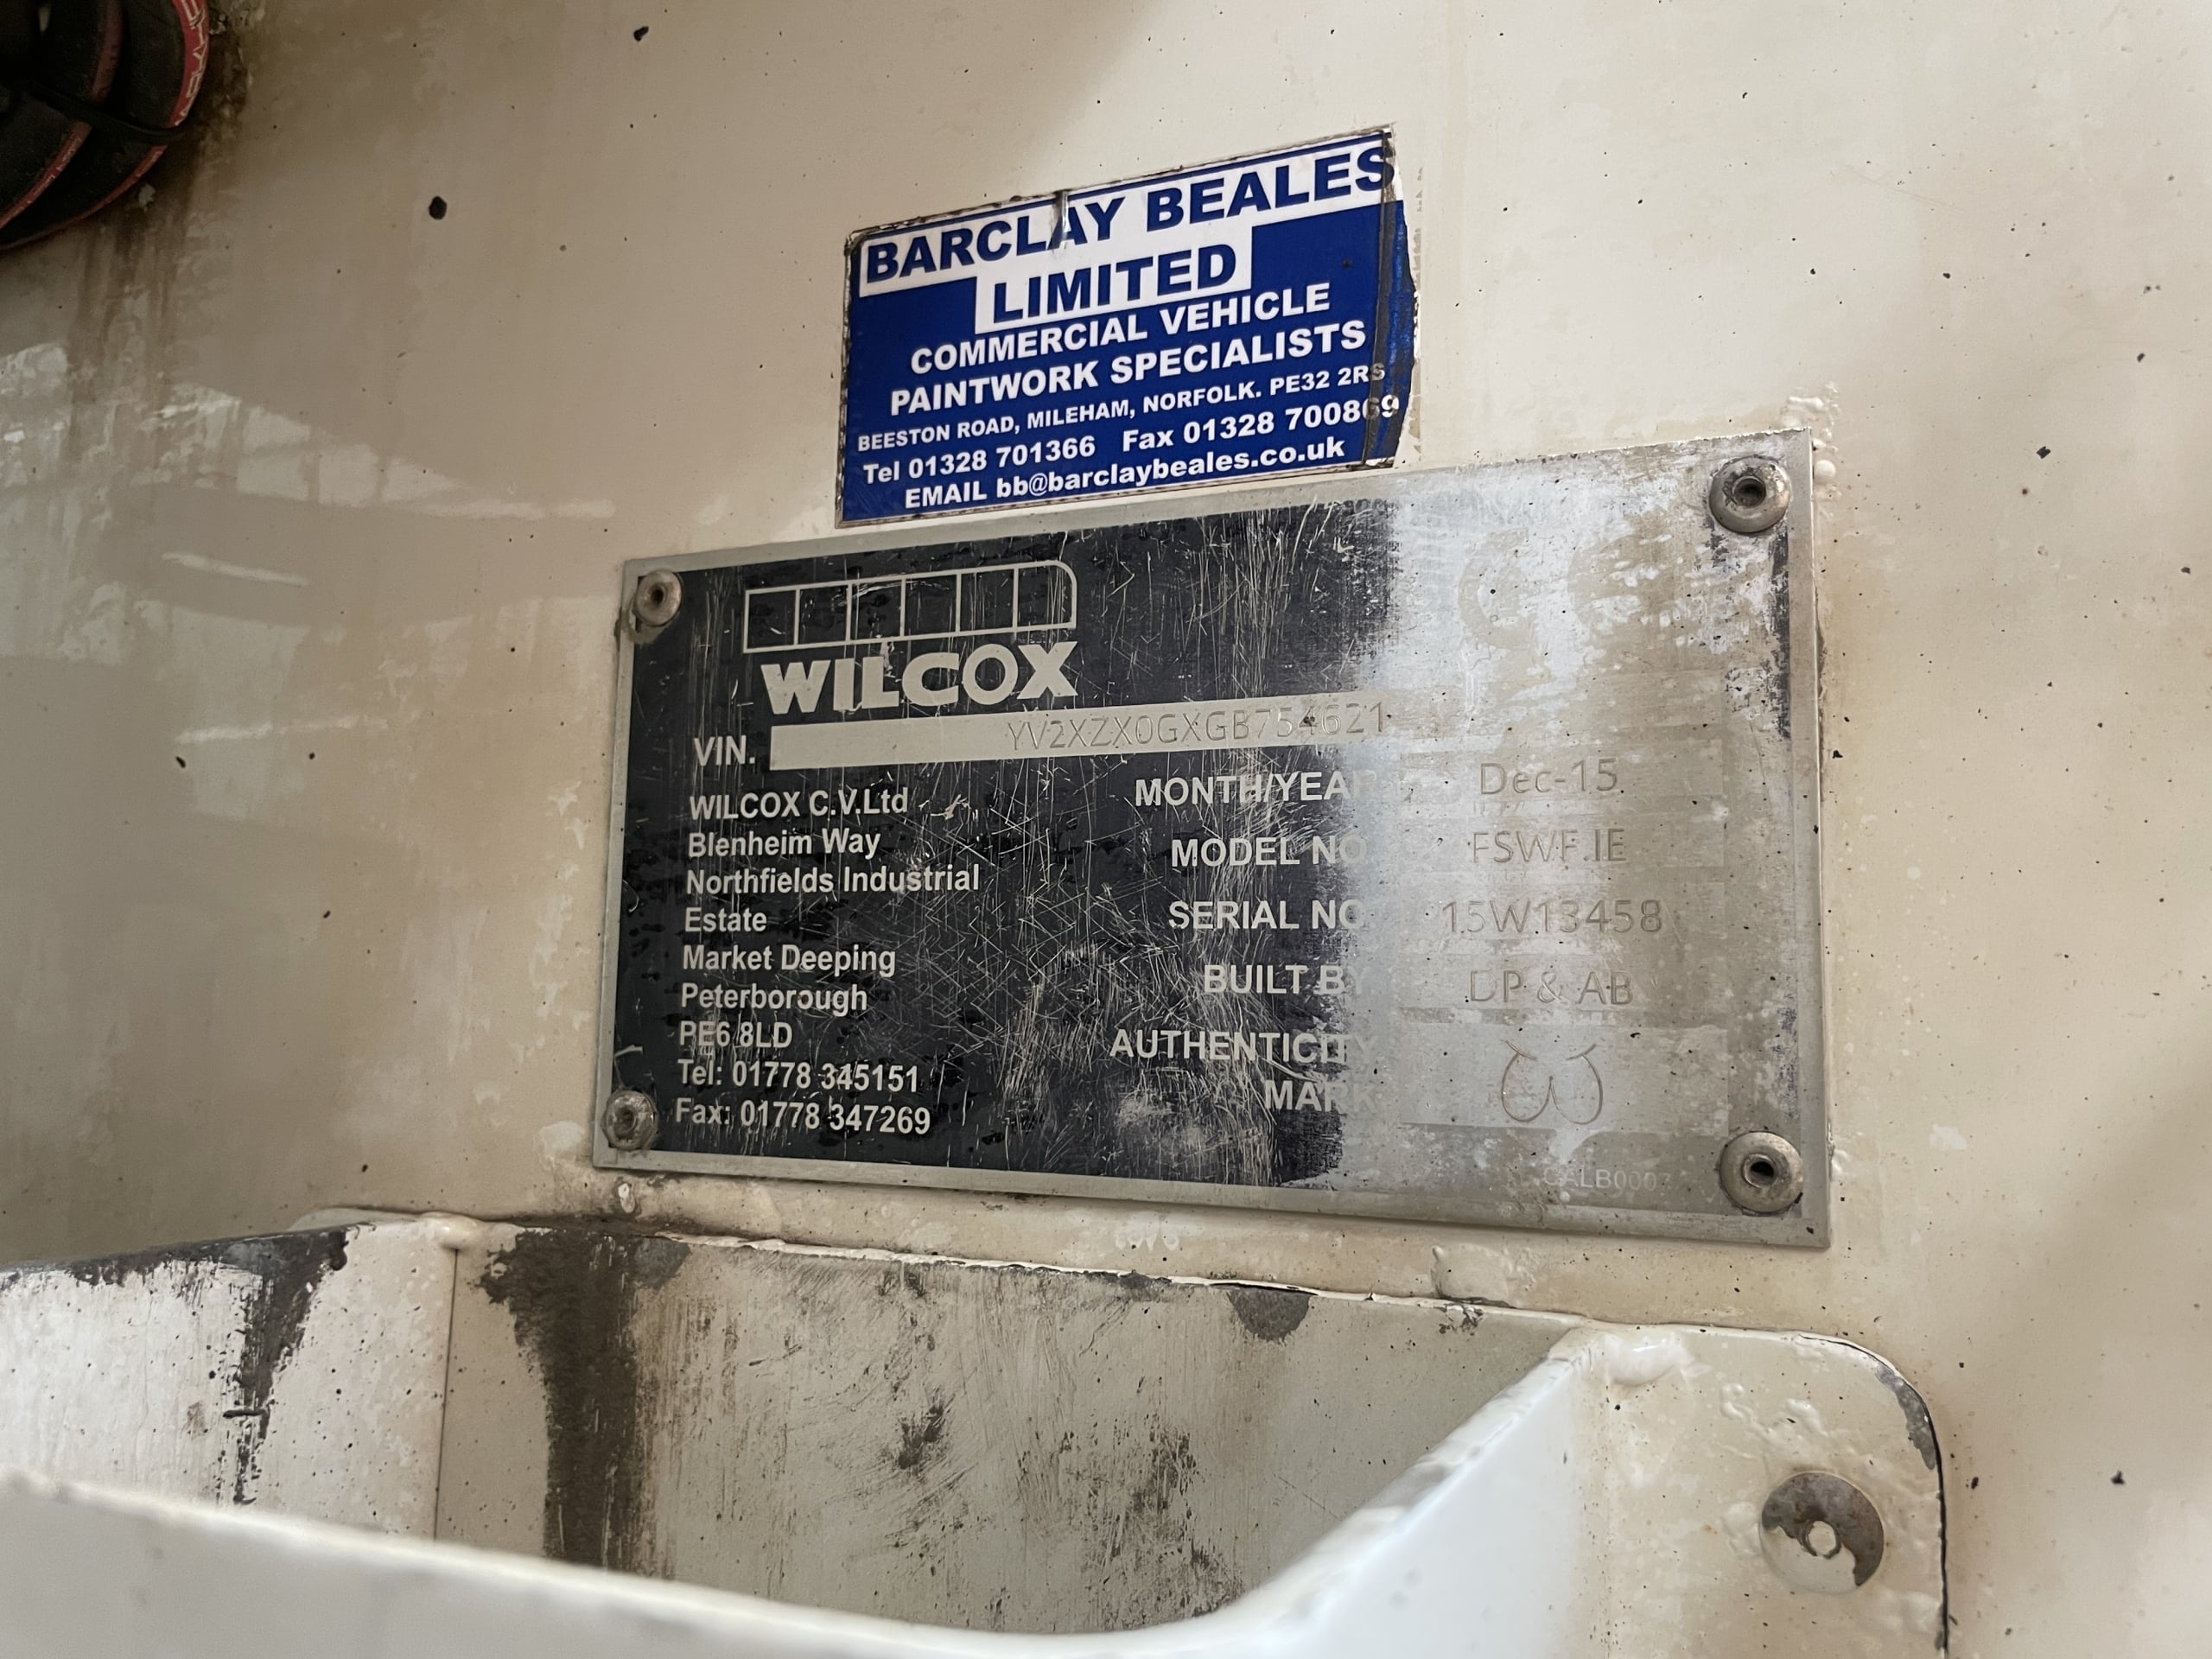 BARCLAY BEALES
LIMITED
COMMERCIAL VEHICLE
PAINTWORK SPECIALISTS
BEESTON ROAD, MILEHAM, NORFOLK. PE32 2RS
Tel 01328 701366 Fax 01328 700869
EMAIL bb@barclaybeales.co.uk
WILCOX
VIN. YV2XZX0GXGB754621
WILCOX C.V.Ltd
Blenheim Way
Northfields Industrial
Estate
Market Deeping
Peterborough
PE6 8LD
Tel: 01778 345151
Fax: 01778 347269
MONTH/YEAR Dec-15
MODEL NO FSWF.IE
SERIAL NO 15W13458
BUILT BY DP & AB
AUTHENTICITY
MARK